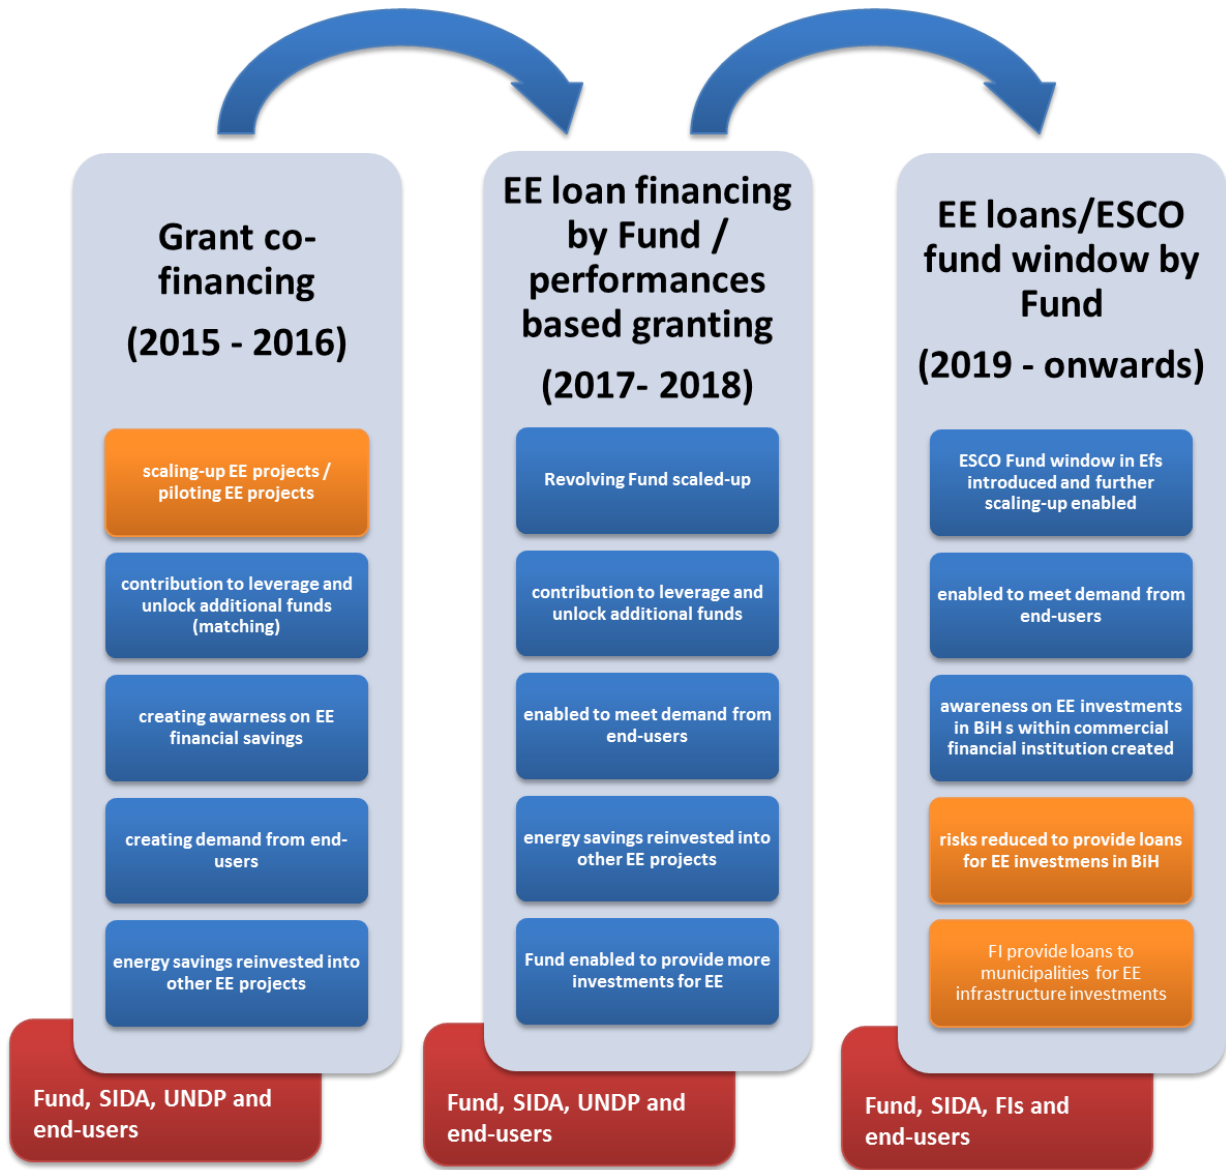 Grant co-
financing
(2015 - 2016)
scaling-up EE projects /
piloting EE projects
contribution to leverage and
unlock additional funds
(matching)
creating awarness on EE
financial savings
creating demand from end-
users
energy savings reinvested into
other EE projects
Fund, SIDA, UNDP and
end-users
EE loan financing
by Fund /
performances
based granting
(2017- 2018)
Revolving Fund scaled-up
contribution to leverage and
unlock additional funds
enabled to meet demand from
end-users
energy savings reinvested into
other EE projects
Fund enabled to provide more
investments for EE
Fund, SIDA, UNDP and
end-users
EE loans/ESCO
fund window by
Fund
(2019 - onwards)
ESCO Fund window in Efs
introduced and further
scaling-up enabled
enabled to meet demand from
end-users
awareness on EE investments
in BiH s within commercial
financial institution created
risks reduced to provide loans
for EE investmens in BiH
FI provide loans to
municipalities for EE
infrastructure investments
Fund, SIDA, FIs and
end-users